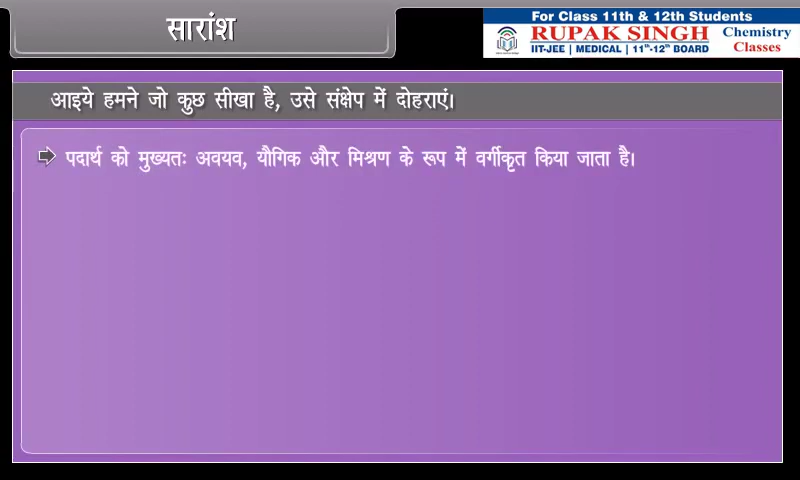 सारांश
For Class 11th & 12th Students
RUPAK SINGH
IIT-JEE | MEDICAL | 11th-12th BOARD
Chemistry
Classes
आइये हमने जो कुछ सीखा है, उसे संक्षेप में दोहराएं।
पदार्थ को मुख्यतः अवयव, यौगिक और मिश्रण के रूप में वर्गीकृत किया जाता है।